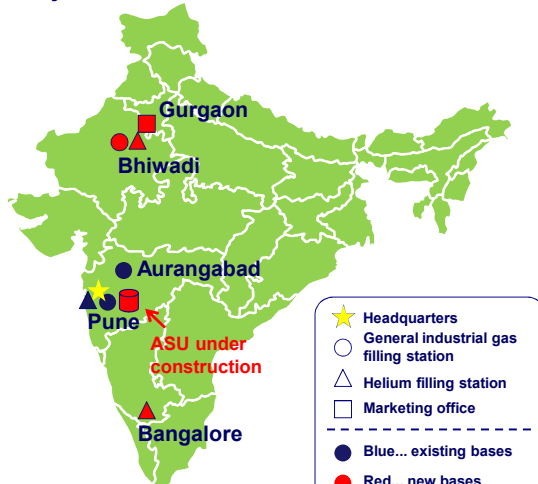 Gurgaon
Bhiwadi
Aurangabad
Pune
ASU under
construction
Bangalore
Headquarters
General industrial gas
filling station
Helium filling station
Marketing office
Blue... existing bases
Red... new bases